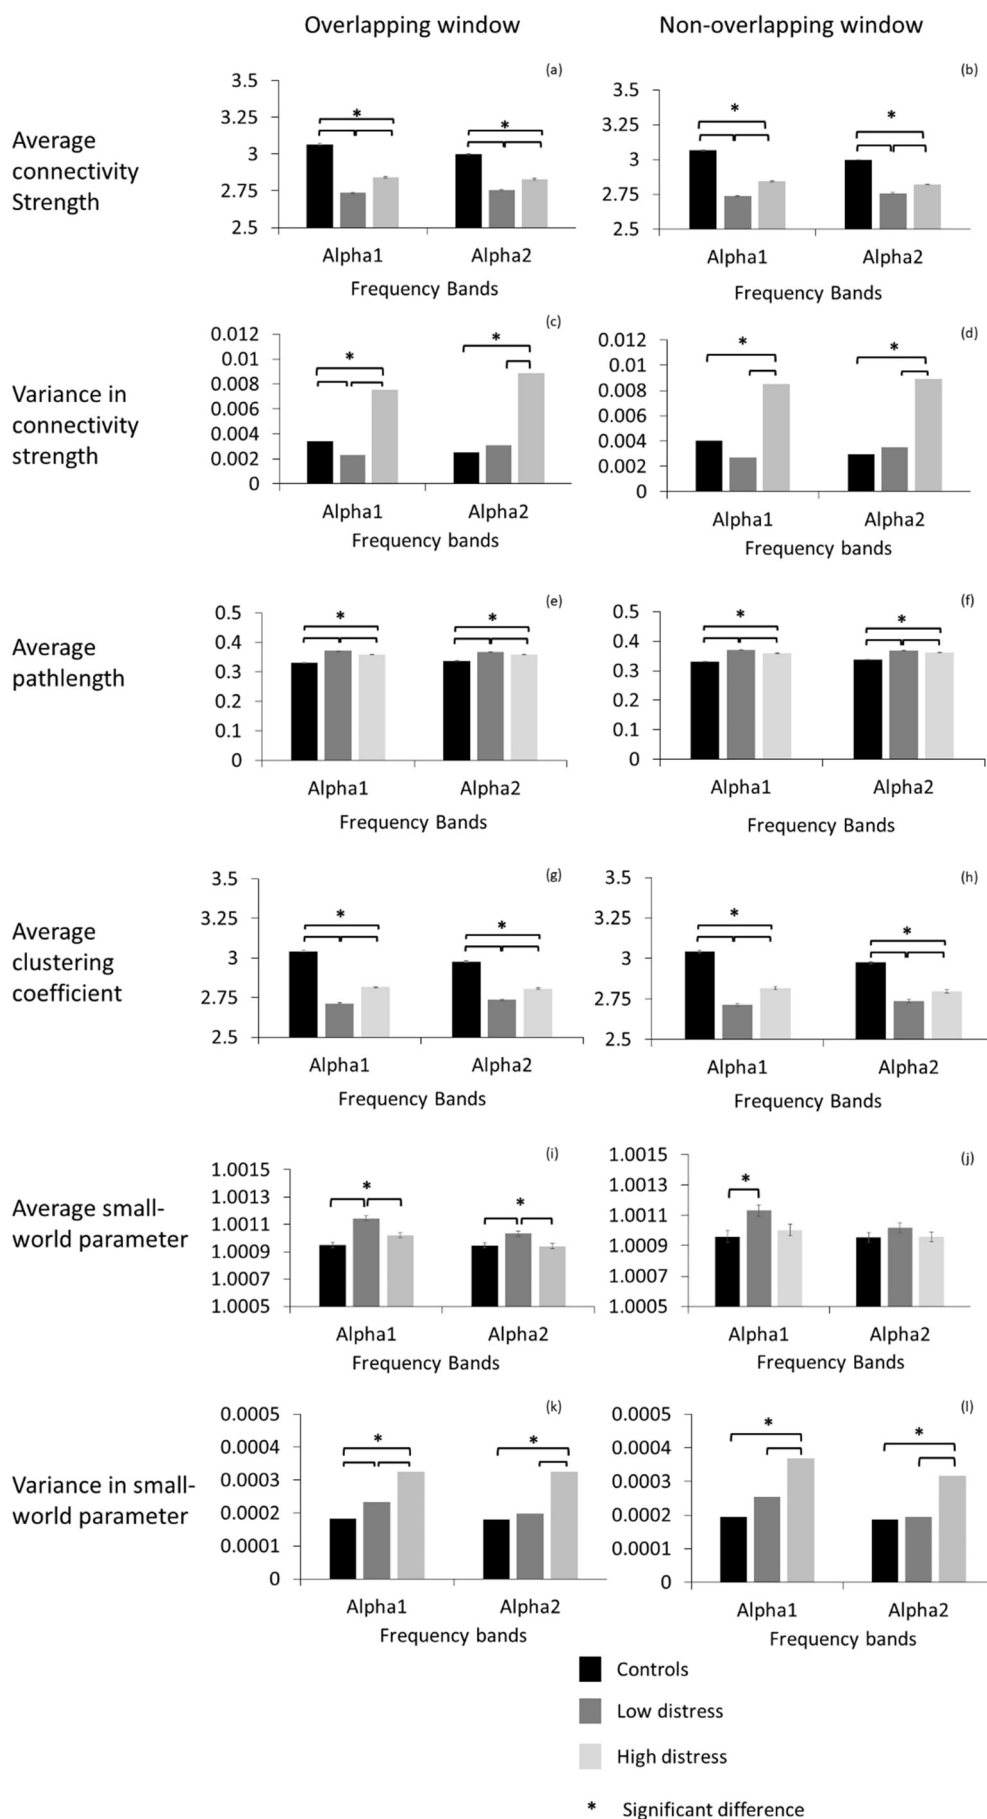 Overlapping window
Non-overlapping window
Average
connectivity
Strength
(a)
3.5
3.25
3
2.75
2.5
*
*
Alpha1
Alpha2
Frequency Bands
(b)
3.5
3.25
3
2.75
2.5
*
*
Alpha1
Alpha2
Frequency Bands
Variance in
connectivity
strength
(c)
0.012
0.01
0.008
0.006
0.004
0.002
0
*
*
Alpha1
Alpha2
Frequency bands
(d)
0.012
0.01
0.008
0.006
0.004
0.002
0
*
*
Alpha1
Alpha2
Frequency bands
Average
pathlength
(e)
0.5
0.4
0.3
0.2
0.1
0
*
*
Alpha1
Alpha2
Frequency Bands
(f)
0.5
0.4
0.3
0.2
0.1
0
*
*
Alpha1
Alpha2
Frequency Bands
Average
clustering
coefficient
(g)
3.5
3.25
3
2.75
2.5
*
*
Alpha1
Alpha2
Frequency Bands
(h)
3.5
3.25
3
2.75
2.5
*
*
Alpha1
Alpha2
Frequency Bands
Average small-
world parameter
(i)
1.0015
1.0013
1.0011
1.0009
1.0007
1.0005
*
*
Alpha1
Alpha2
Frequency Bands
(j)
1.0015
1.0013
1.0011
1.0009
1.0007
1.0005
*
Alpha1
Alpha2
Frequency Bands
Variance in small-
world parameter
(k)
0.0005
0.0004
0.0003
0.0002
0.0001
0
*
*
Alpha1
Alpha2
Frequency bands
(l)
0.0005
0.0004
0.0003
0.0002
0.0001
0
*
*
Alpha1
Alpha2
Frequency bands
Controls
Low distress
High distress
* Significant difference